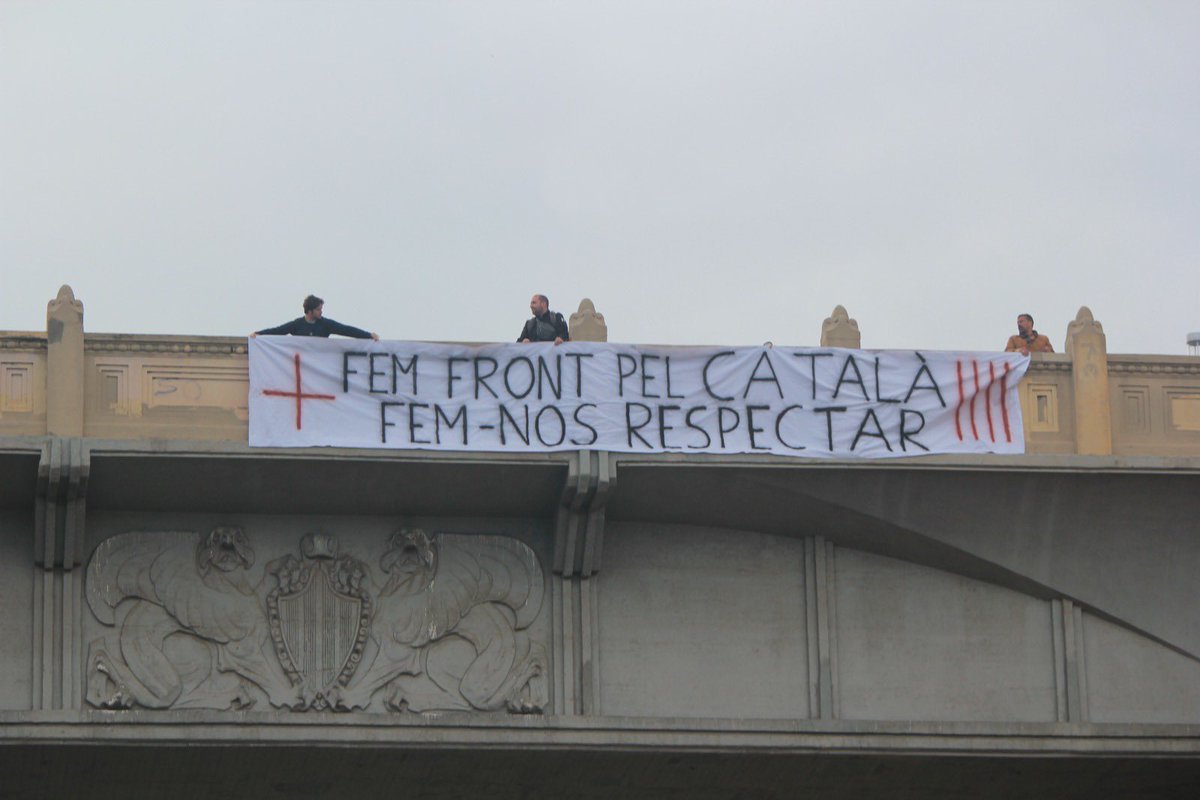 FEM FRONT PEL CATALÀ
FEM-NOS RESPECTAR